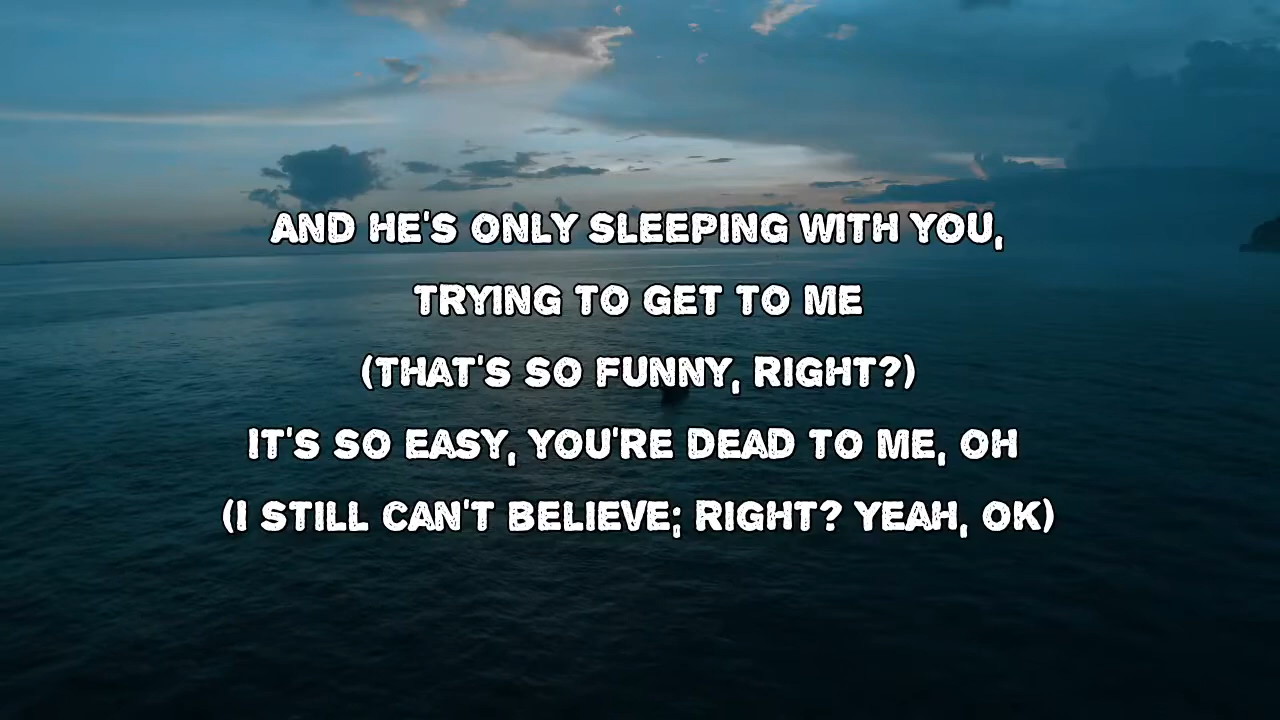 AND HE'S ONLY SLEEPING WITH YOU,
TRYING TO GET TO ME
(THAT'S SO FUNNY, RIGHT?)
IT'S SO EASY, YOU'RE DEAD TO ME, OH
(I STILL CAN'T BELIEVE; RIGHT? YEAH, OK)